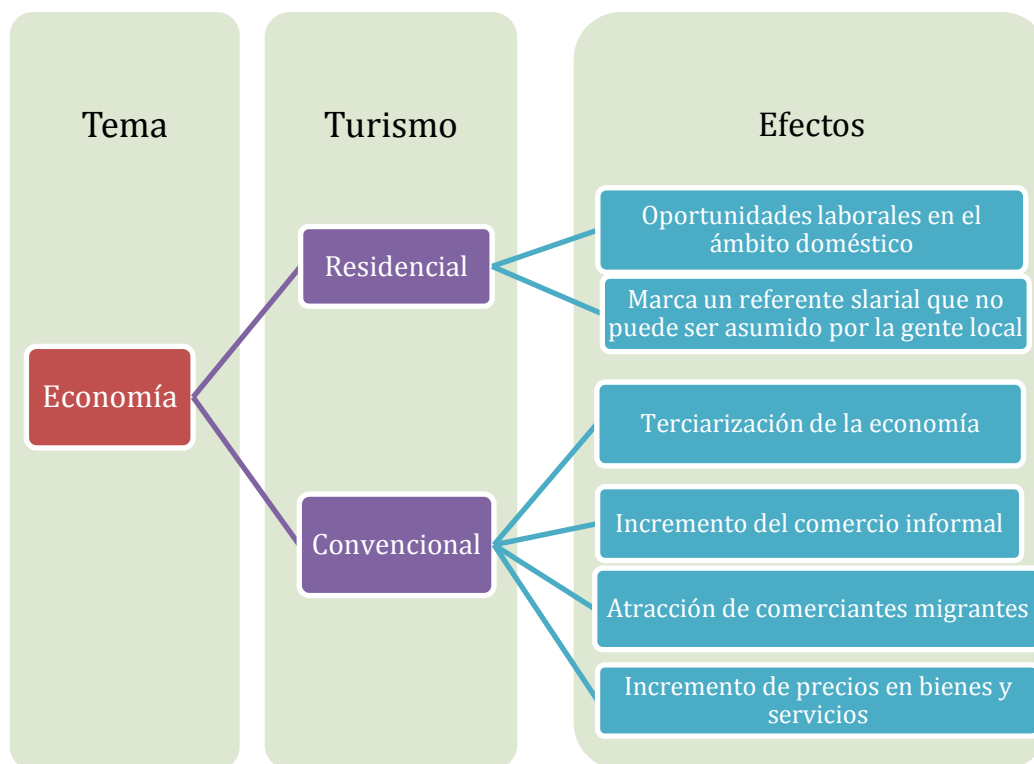 Tema
Turismo
Efectos
Economía
Residencial
Oportunidades laborales en el
ámbito doméstico
Marca un referente slarial que no
puede ser asumido por la gente local
Convencional
Terciarización de la economía
Incremento del comercio informal
Atracción de comerciantes migrantes
Incremento de precios en bienes y
servicios